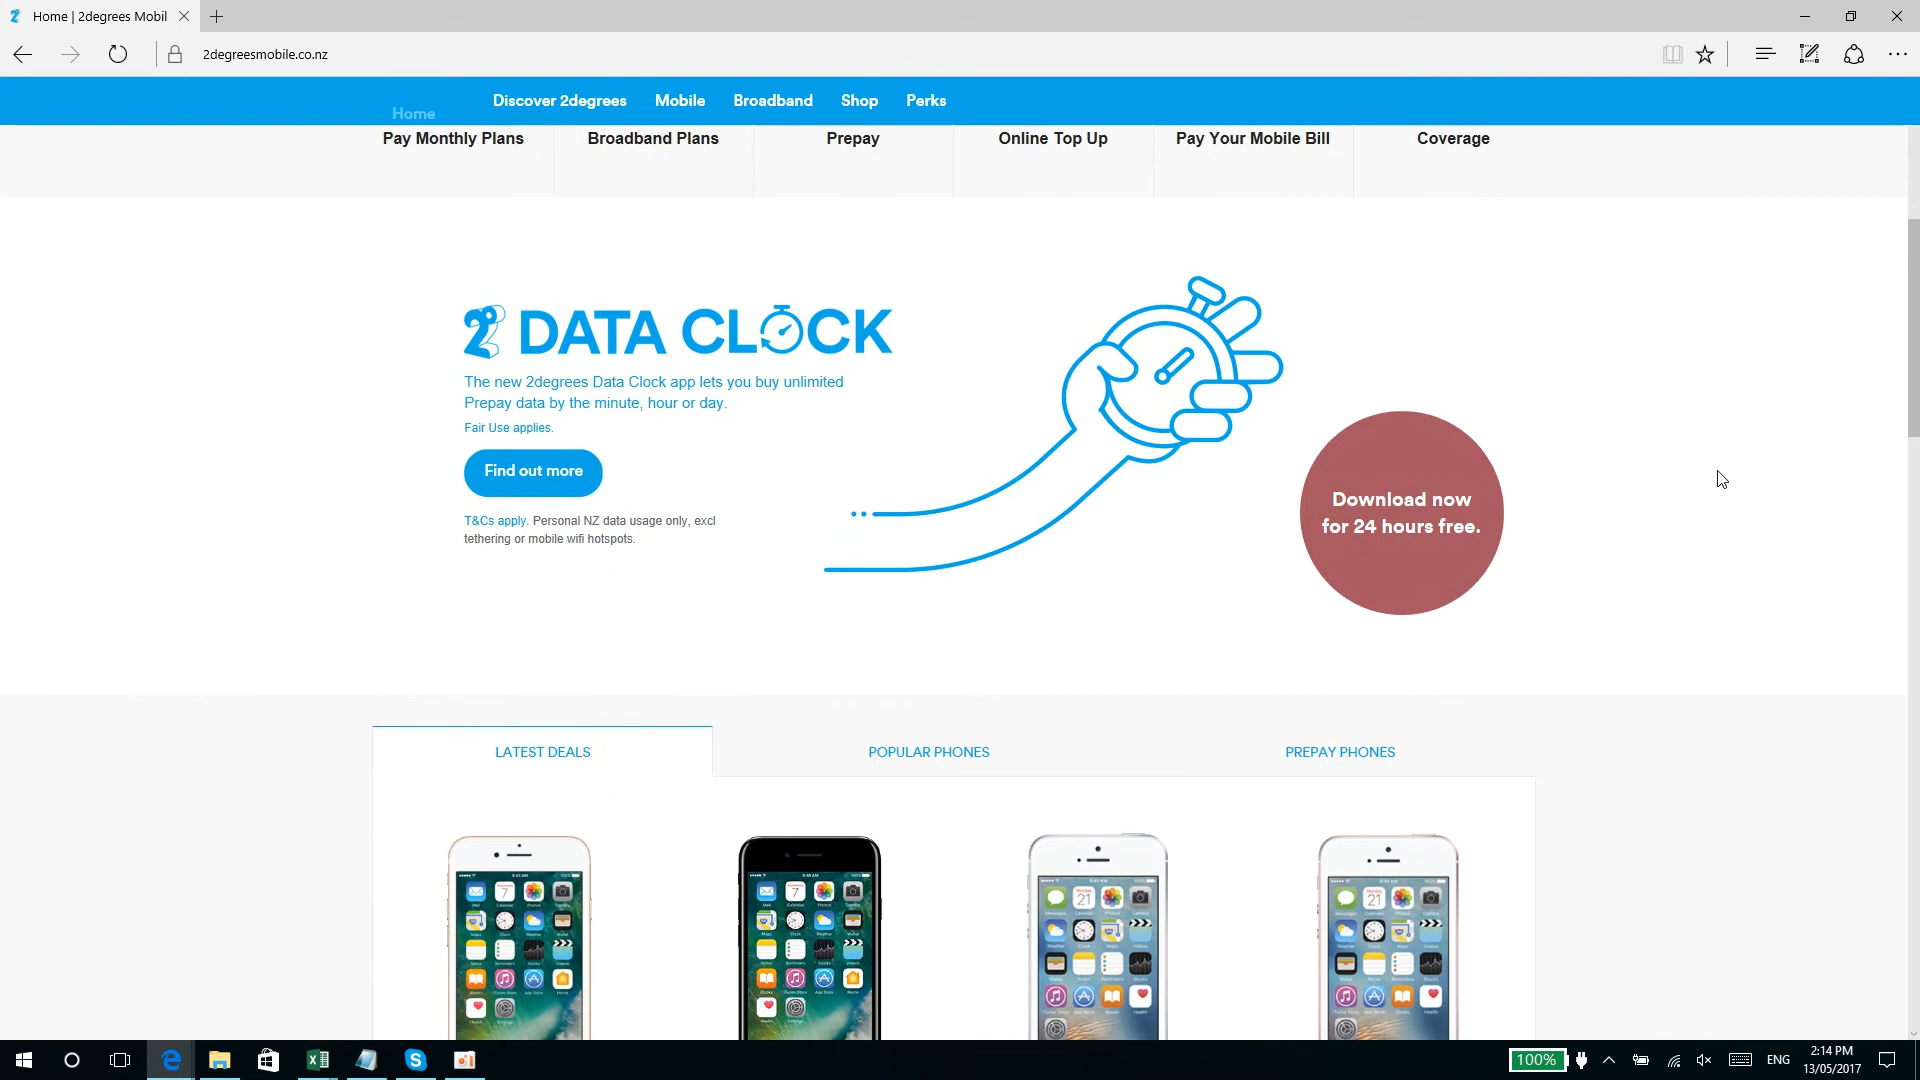 Home | 2degrees Mobil
2degreesmobile.co.nz
Home
Discover 2degrees
Mobile
Broadband
Shop
Perks
Pay Monthly Plans
Broadband Plans
Prepay
Online Top Up
Pay Your Mobile Bill
Coverage
2 DATA CLOCK
The new 2degrees Data Clock app lets you buy unlimited
Prepay data by the minute, hour or day.
Fair Use applies.
Find out more
T&Cs apply. Personal NZ data usage only, excl
tethering or mobile wifi hotspots.
Download now
for 24 hours free.
LATEST DEALS
POPULAR PHONES
PREPAY PHONES
100%
ENG
2:14 PM
13/05/2017